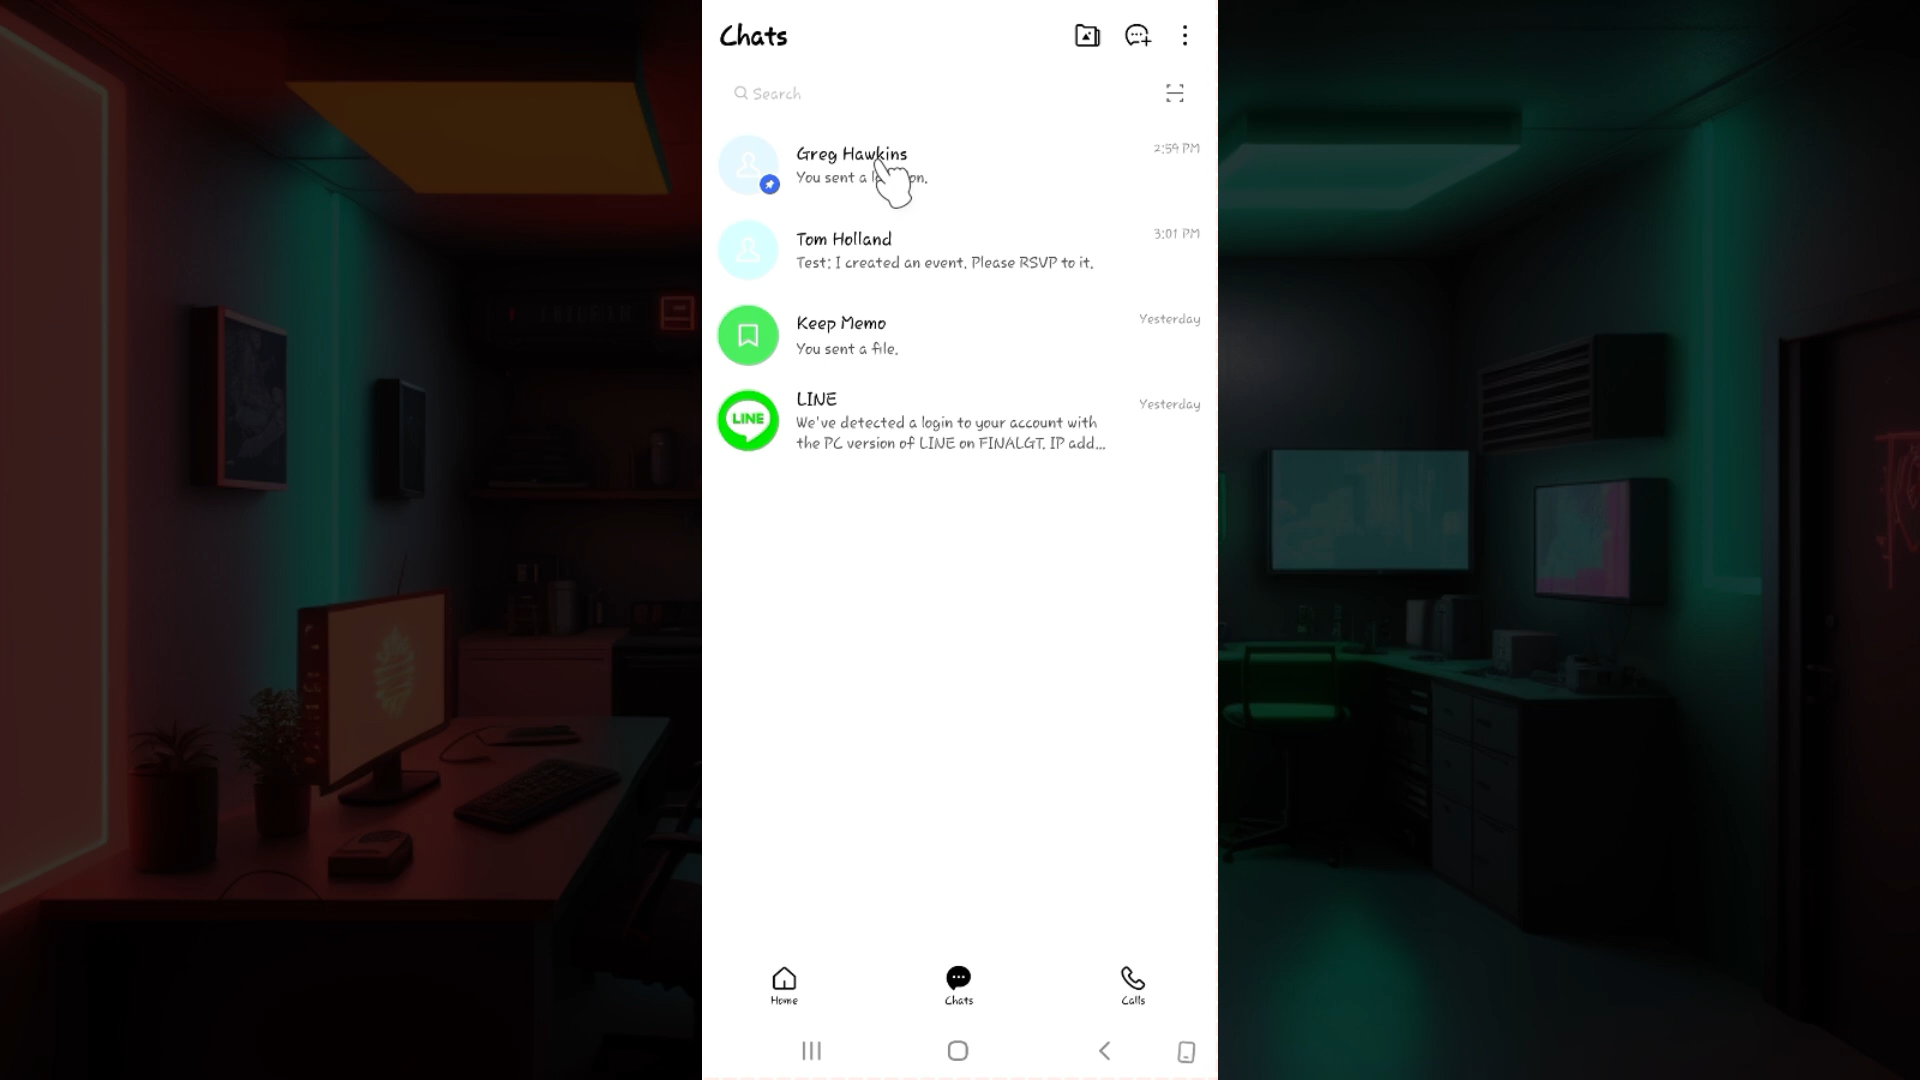 Chats
Search
Greg Hawkins
2:59 PM
You sent a
Tom Holland
3:01 PM
Test: I created an event. Please RSVP to it.
Keep Memo
Yesterday
You sent a file.
LINE
LINE
Yesterday
We've detected a login to your account with
the PC version of LINE on FINALGT. IP add...
Home
Chats
Calls